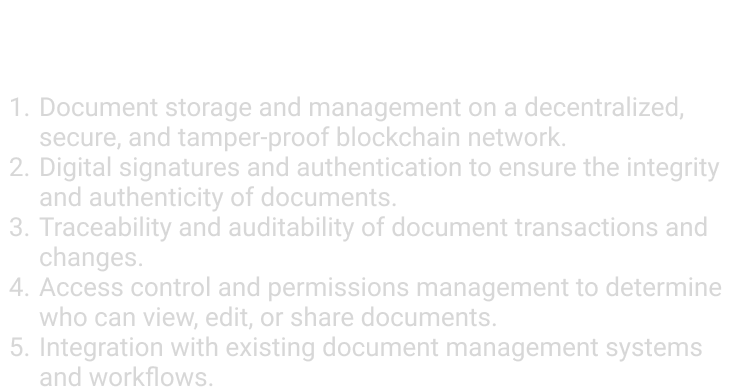 1. Document storage and management on a decentralized,
secure, and tamper-proof blockchain network.
2. Digital signatures and authentication to ensure the integrity
and authenticity of documents.
3. Traceability and auditability of document transactions and
changes.
4. Access control and permissions management to determine
who can view, edit, or share documents.
5. Integration with existing document management systems
and workflows.